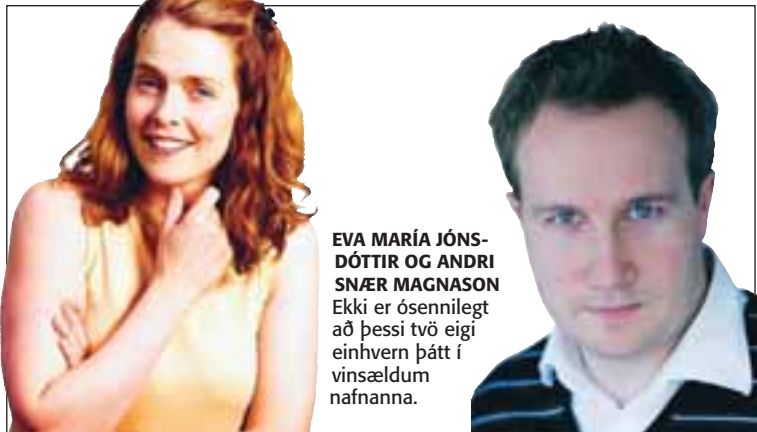 EVA MARÍA JÓNS-
DÓTTIR OG ANDRI
SNÆR MAGNASON
Ekki er ósennilegt
að þessi tvö eigi
einhvern þátt í
vinsældum
nafnanna.